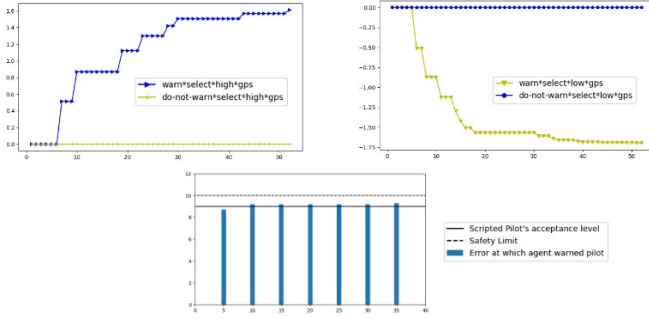 1.6
1.4
1.2
1.0
0.8
0.6
0.4
0.2
0.0
0 10 20 30 40 50
warn*select*high*gps
do-not-warn*select*high*gps
0.00
−0.25
−0.50
−0.75
−1.00
−1.25
−1.50
−1.75
0 10 20 30 40 50
warn*select*low*gps
do-not-warn*select*low*gps
12
10
8
6
4
2
0
0 5 10 15 20 25 30 35 40
Scripted Pilot's acceptance level
Safety Limit
Error at which agent warned pilot